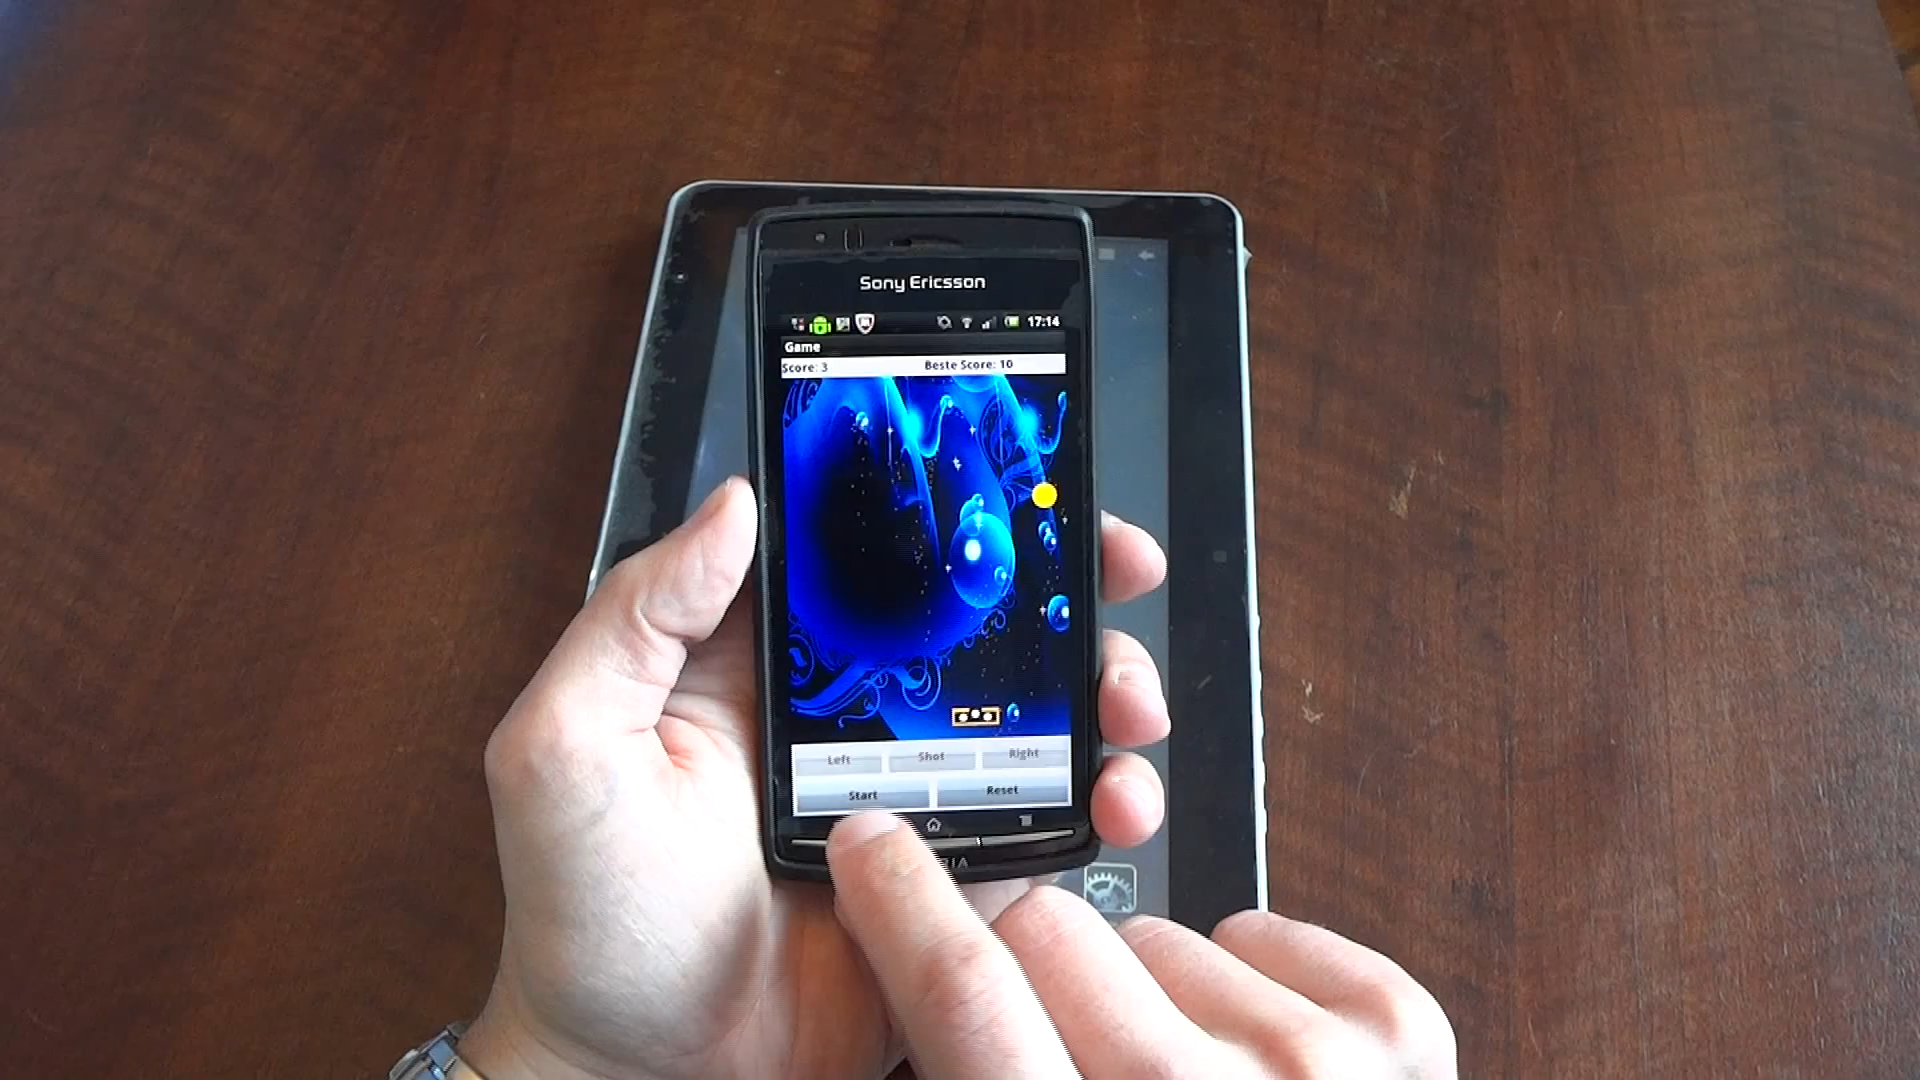 Sony Ericsson
17:14
Game
Score: 3 Beste Score: 10
Left Shot Right
Start Reset